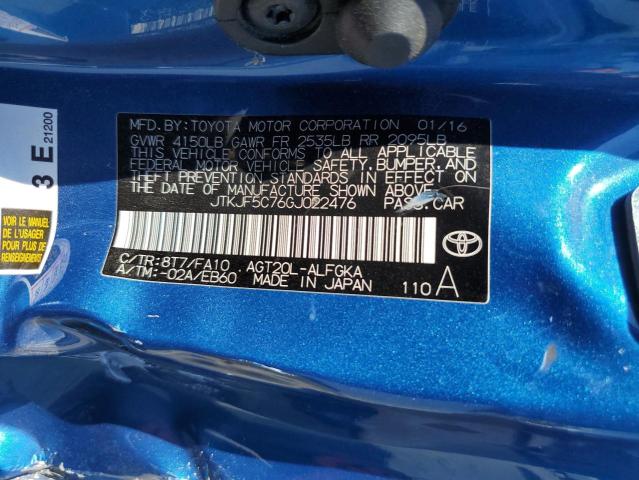 MFD. BY: TOYOTA MOTOR CORPORATION 01/16
GVWR 4150LB GAWR FR 2535LB RR 2095LB
THIS VEHICLE CONFORMS TO ALL APPLICABLE
FEDERAL MOTOR VEHICLE SAFETY, BUMPER, AND
THEFT PREVENTION STANDARDS IN EFFECT ON
THE DATE OF MANUFACTURE SHOWN ABOVE.
JTKJF5C76GJ022476 PASS. CAR
C/TR: 8T7/FA10 AGT20L-ALFGKA
A/TM: -02A/EB60 MADE IN JAPAN
TOYOTA
110 A
3 E 21200
VOIR LE MANUEL
DE L'USAGER
POUR PLUS DE
RENSEIGNEMENTS